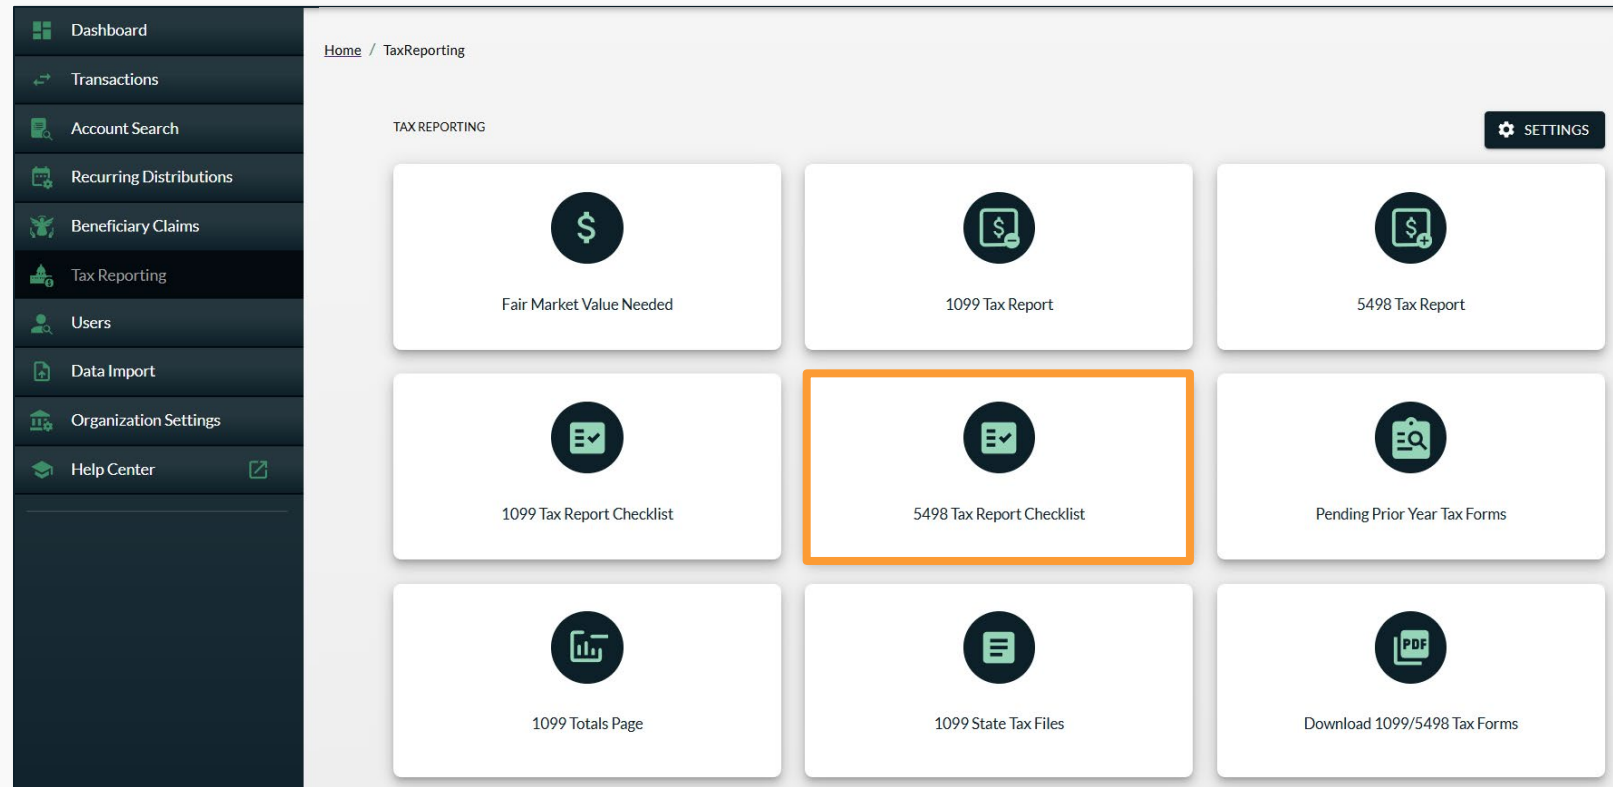 Dashboard
Transactions
Account Search
Recurring Distributions
Beneficiary Claims
Tax Reporting
Users
Data Import
Organization Settings
Help Center
Home / TaxReporting
TAX REPORTING
SETTINGS
Fair Market Value Needed
1099 Tax Report
5498 Tax Report
1099 Tax Report Checklist
5498 Tax Report Checklist
Pending Prior Year Tax Forms
1099 Totals Page
1099 State Tax Files
PDF
Download 1099/5498 Tax Forms